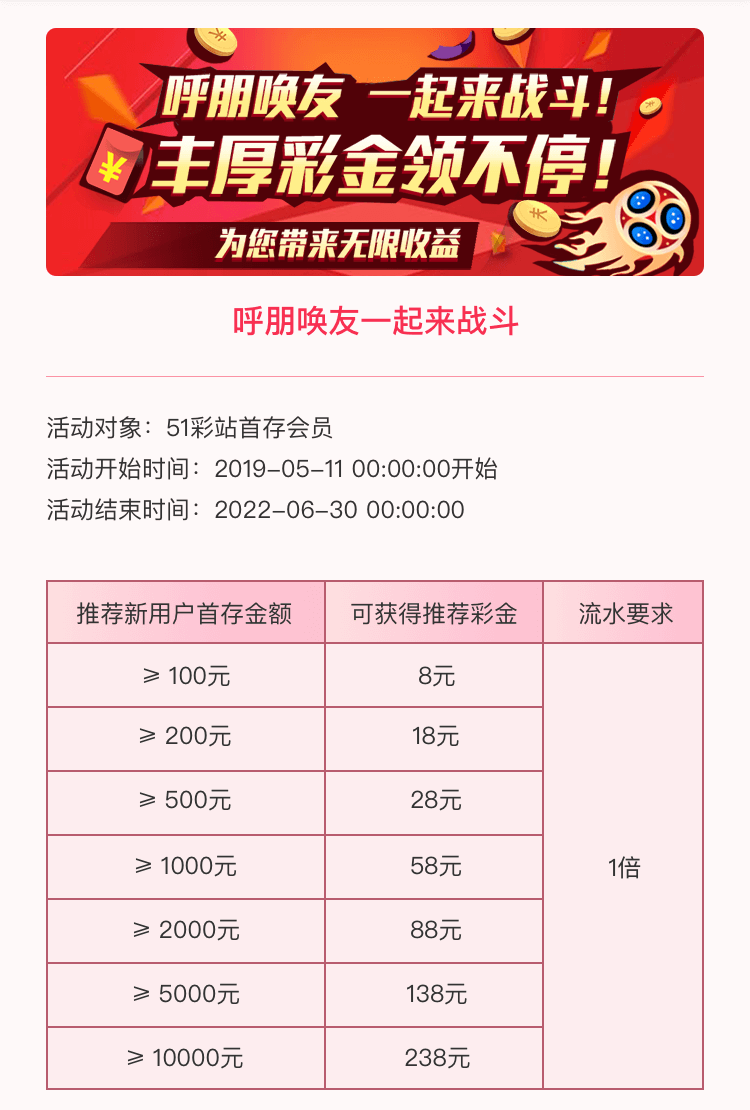 呼朋唤友 一起来战斗!
丰厚彩金领不停!
为您带来无限收益
呼朋唤友一起来战斗
活动对象：51彩站首存会员
活动开始时间：2019-05-11 00:00:00开始
活动结束时间：2022-06-30 00:00:00
推荐新用户首存金额 可获得推荐彩金 流水要求
⩾ 100元 8元
⩾ 200元 18元
⩾ 500元 28元
⩾ 1000元 58元 1倍
⩾ 2000元 88元
⩾ 5000元 138元
⩾ 10000元 238元